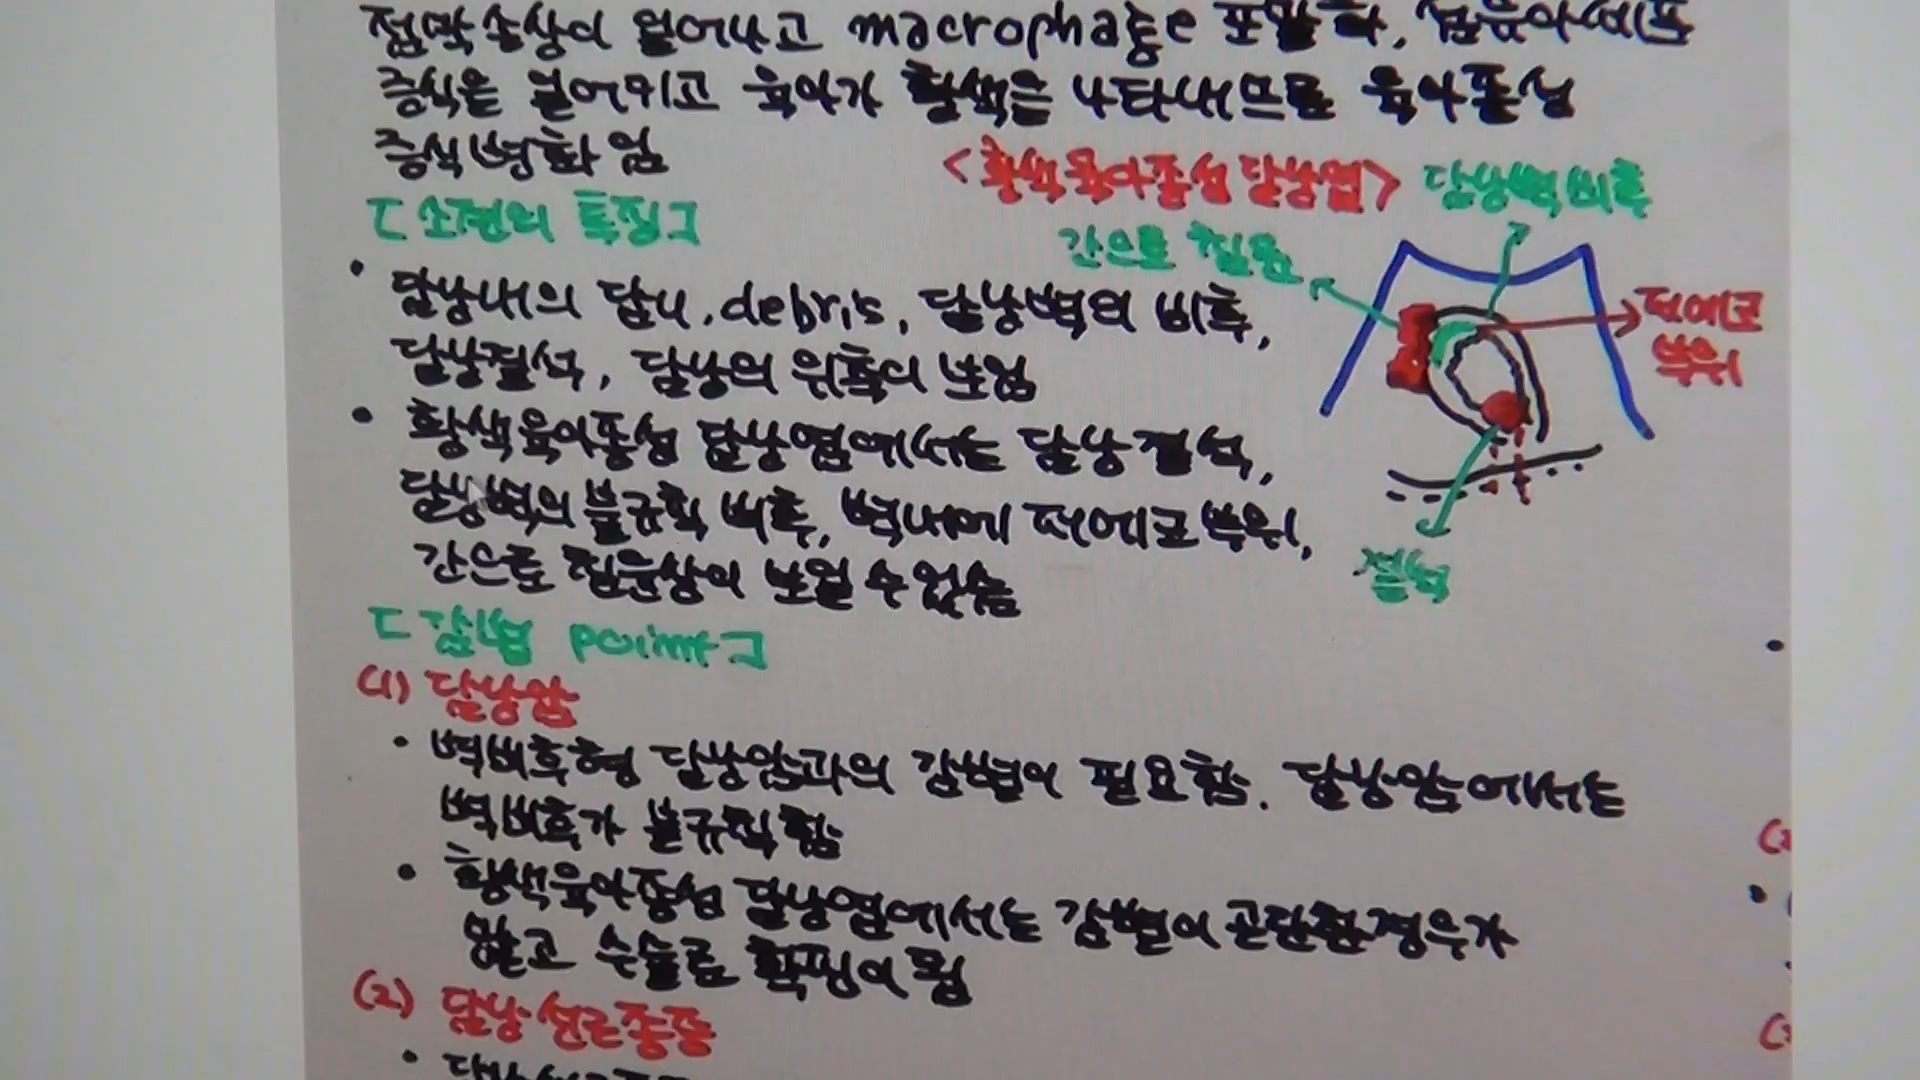 점막손상이 일어나고 macrophage 포말화, 섬유아세포
증식을 일어키고 육아가 황색을 나타내므로 육아종성
증식변화임
[소견의 특징]
• 담낭내의 담니, debris, 담낭벽의 비후,
담낭결석, 담낭의 위축이 보임
• 황색육아종성 담낭염에서는 담낭결석,
담낭벽의 불규칙 비후, 벽내에 저에코부위,
간으로 침윤상이 보일 수 있음
<황색육아종성 담낭염>
담낭벽비후
간으로 침윤
저에코
부위
결석
[감별 point]
(1) 담낭암
• 벽비후형 담낭암과의 감별이 필요함. 담낭암에서는
벽비후가 불규칙함
• 황색육아종성 담낭염에서는 감별이 곤란한경우가
많고 수술로 확정이 됨
(2) 담낭선근종증